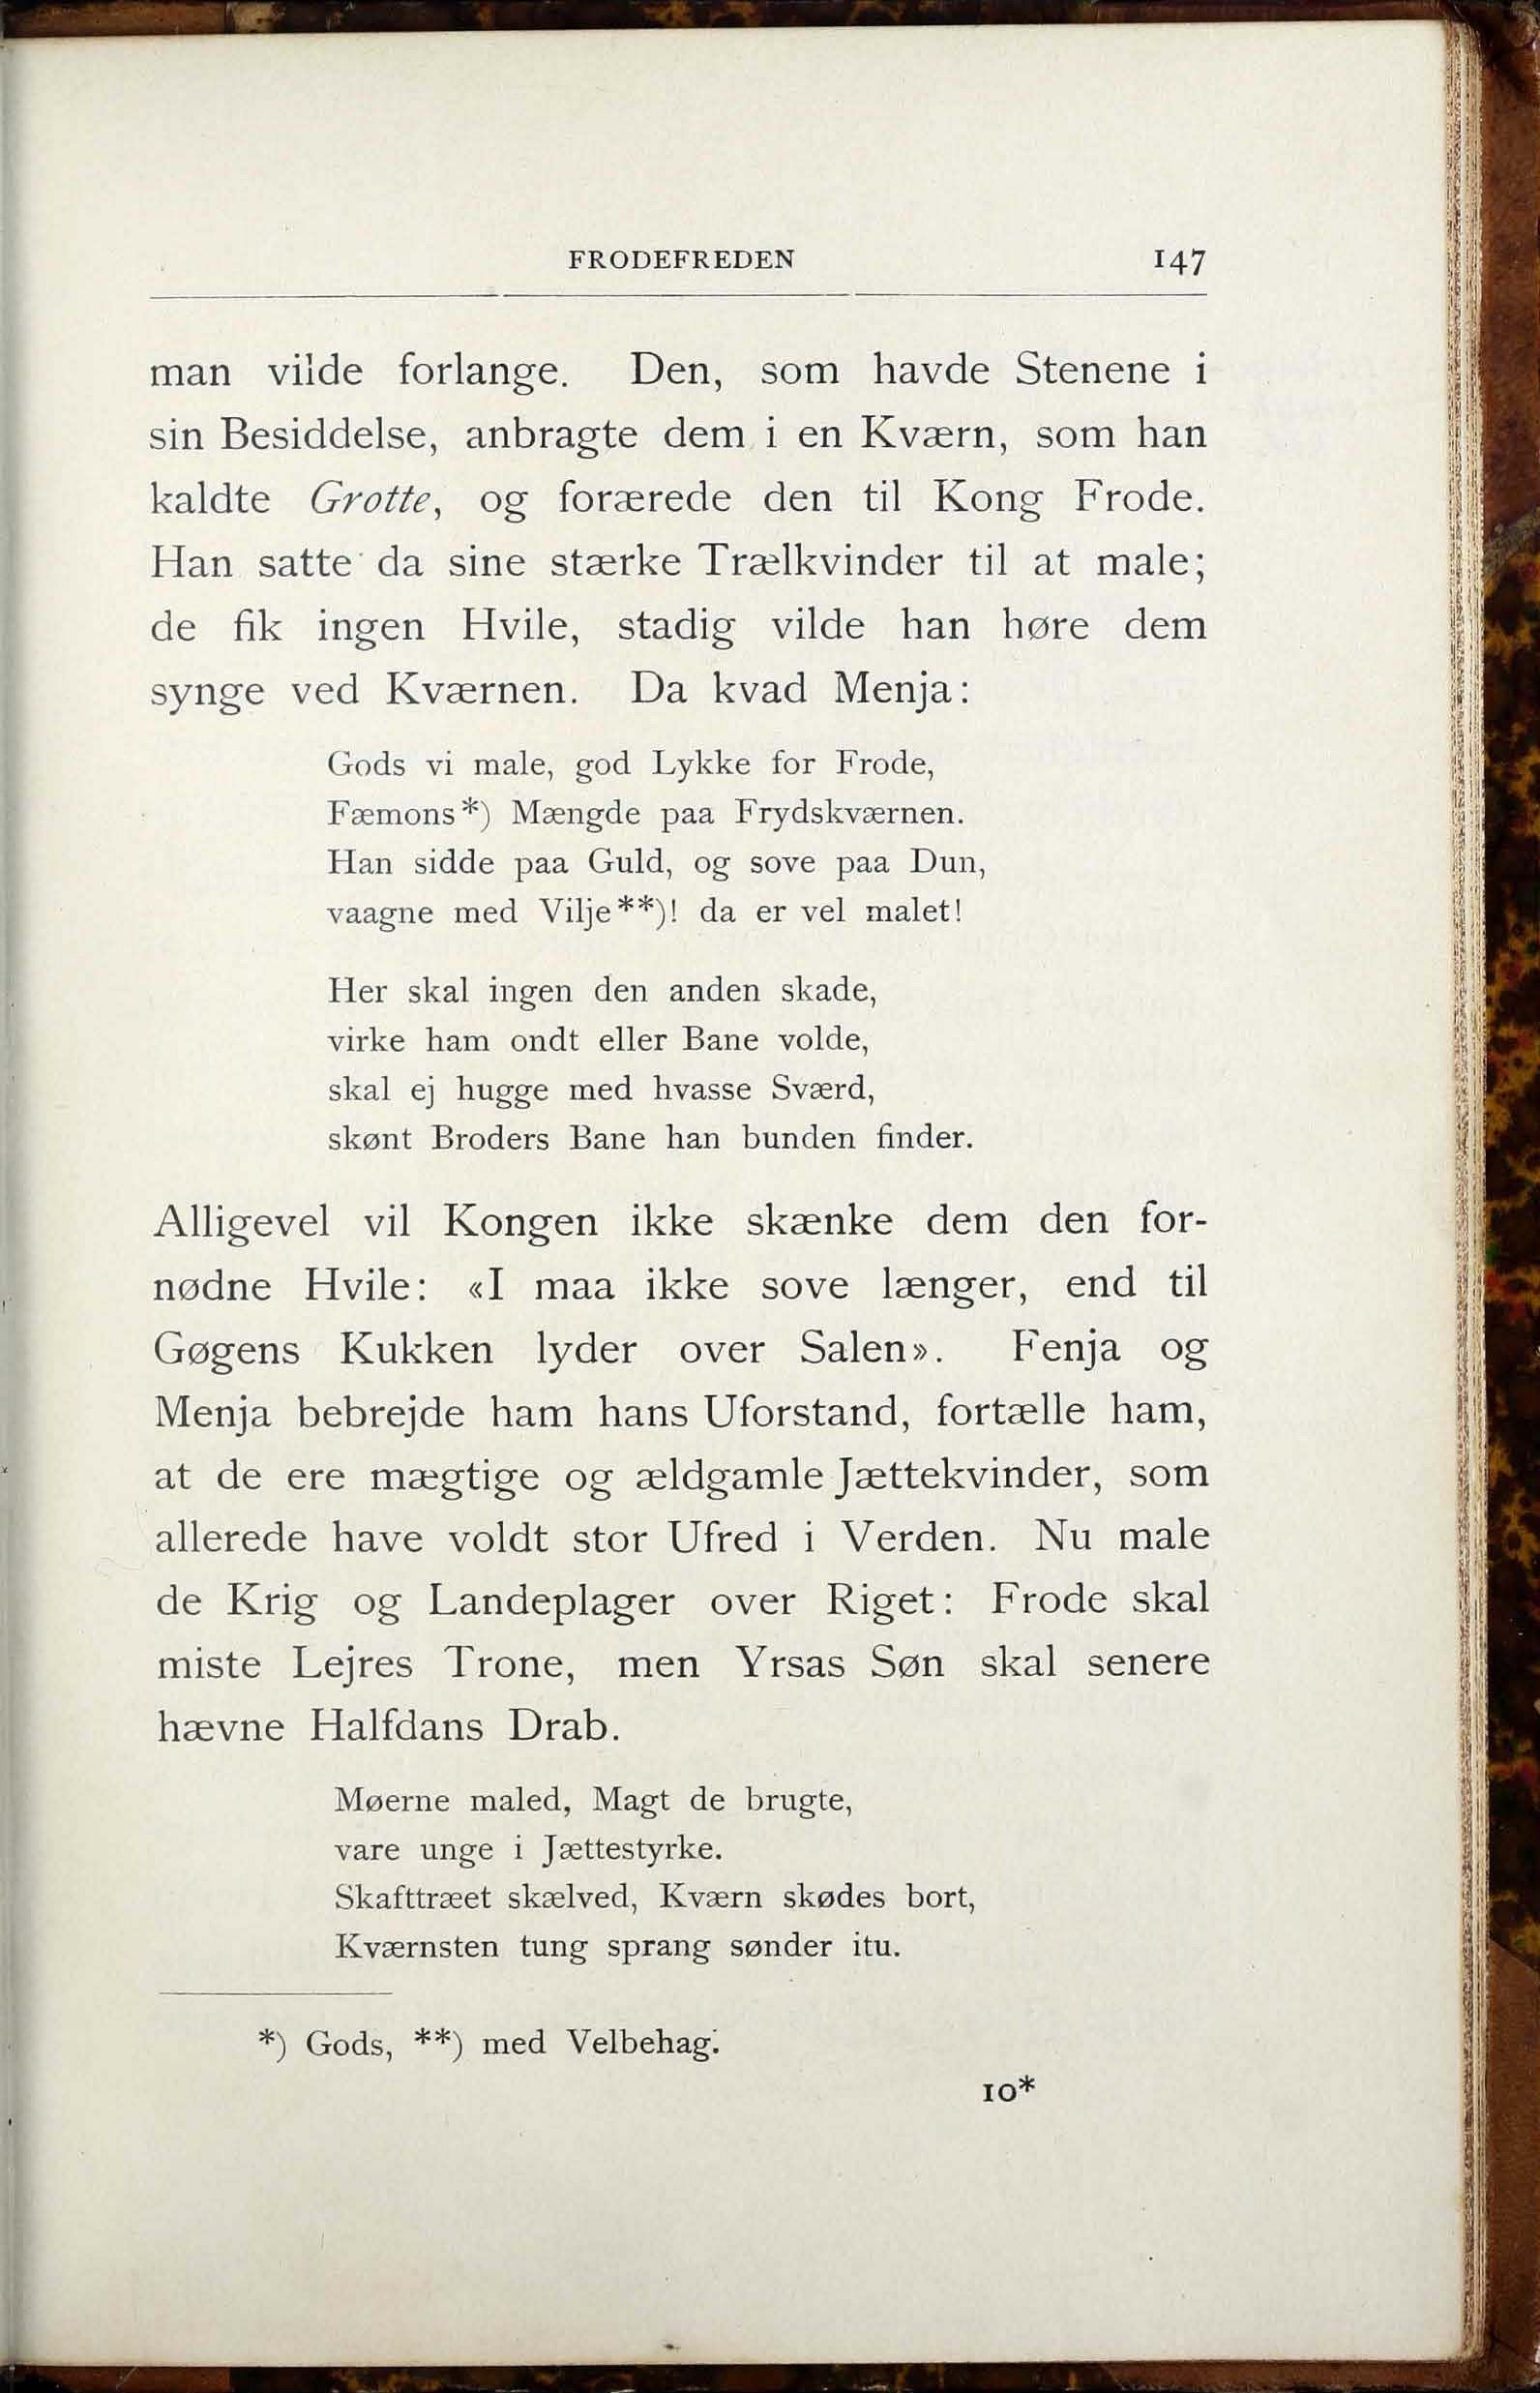 FRODEFREDEN 147
man vilde forlange. Den, som havde Stenene i
sin Besiddelse, anbragte dem i en Kværn, som han
kaldte Grotte, og forærede den til Kong Frode.
Han satte da sine stærke Trælkvinder til at male;
de fik ingen Hvile, stadig vilde han høre dem
synge ved Kværnen. Da kvad Menja:
Gods vi male, god Lykke for Frode,
Fæmons*) Mængde paa Frydskværnen.
Han sidde paa Guld, og sove paa Dun,
vaagne med Vilje**)! da er vel malet!
Her skal ingen den anden skade,
virke ham ondt eller Bane volde,
skal ej hugge med hvasse Sværd,
skønt Broders Bane han bunden finder.
Alligevel vil Kongen ikke skænke dem den for-
nødne Hvile: «I maa ikke sove længer, end til
Gøgens Kukken lyder over Salen». Fenja og
Menja bebrejde ham hans Uforstand, fortælle ham,
at de ere mægtige og ældgamle Jættekvinder, som
allerede have voldt stor Ufred i Verden. Nu male
de Krig og Landeplager over Riget: Frode skal
miste Lejres Trone, men Yrsas Søn skal senere
hævne Halfdans Drab.
Møerne maled, Magt de brugte,
vare unge i Jættestyrke.
Skafttræet skælved, Kværn skødes bort,
Kværnsten tung sprang sønder itu.
*) Gods, **) med Velbehag.
10*